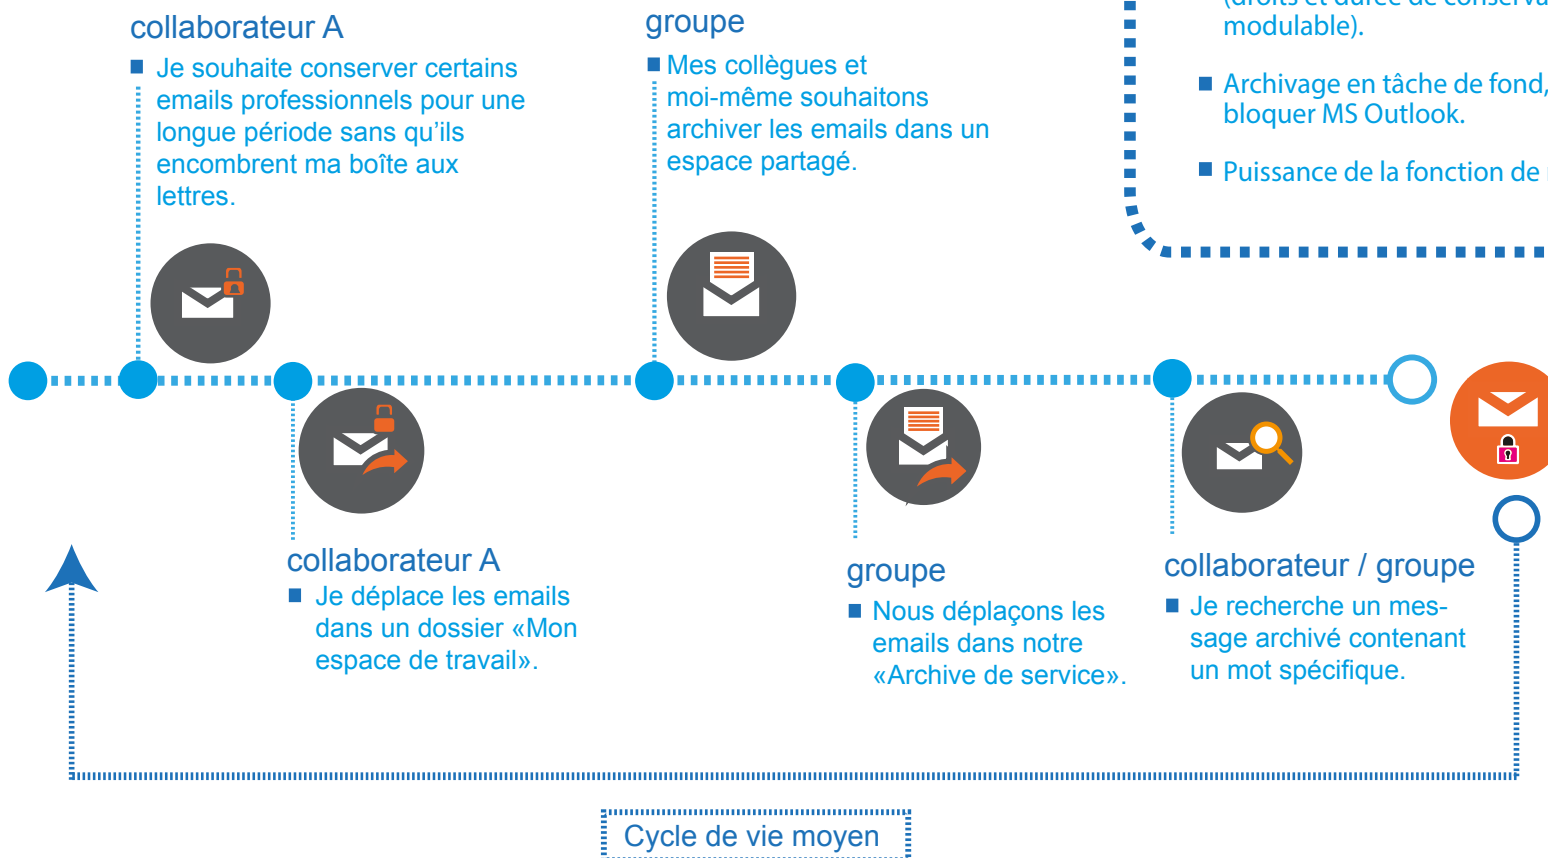 collaborateur A
Je souhaite conserver certains
emails professionnels pour une
longue période sans qu’ils
encombrent ma boîte aux
lettres.
groupe
Mes collègues et
moi-même souhaitons
archiver les emails dans un
espace partagé.
(droits et durée de
modulable).
Archivage en tâche de fond,
bloquer MS Outlook.
Puissance de la fonction de
collaborateur A
Je déplace les emails
dans un dossier «Mon
espace de travail».
groupe
Nous déplaçons les
emails dans notre
«Archive de service».
collaborateur / groupe
Je recherche un mes-
sage archivé contenant
un mot spécifique.
Cycle de vie moyen